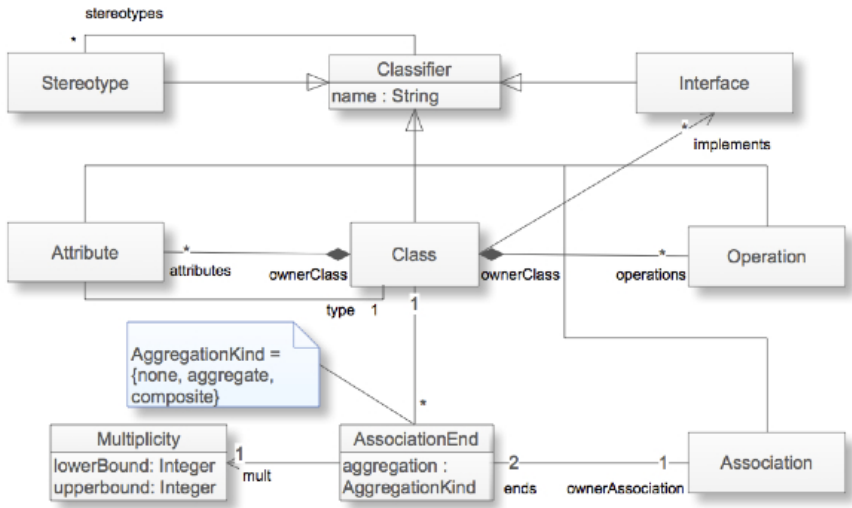 stereotypes
*
Stereotype
Classifier
name : String
Interface
*
implements
Attribute
*
attributes
ownerClass
Class
ownerClass
*
operations
Operation
type 1
1
AggregationKind =
{none, aggregate,
composite}
*
Multiplicity
lowerBound: Integer
upperbound: Integer
1
mult
AssociationEnd
aggregation :
AggregationKind
2
ends
1
ownerAssociation
Association